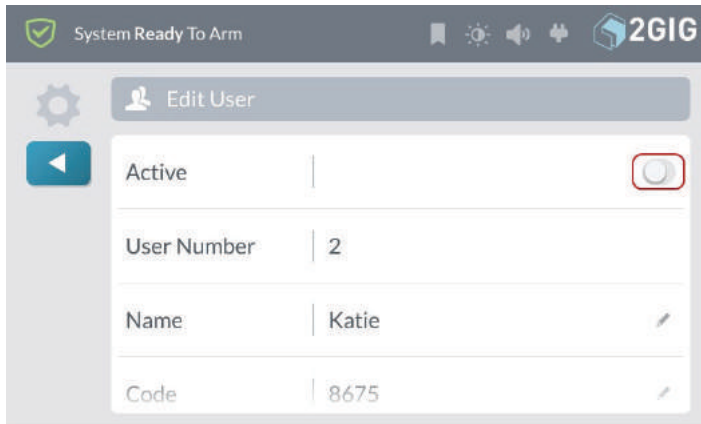 System Ready To Arm
2GIG
Edit User
Active
User Number 2
Name Katie
Code 8675